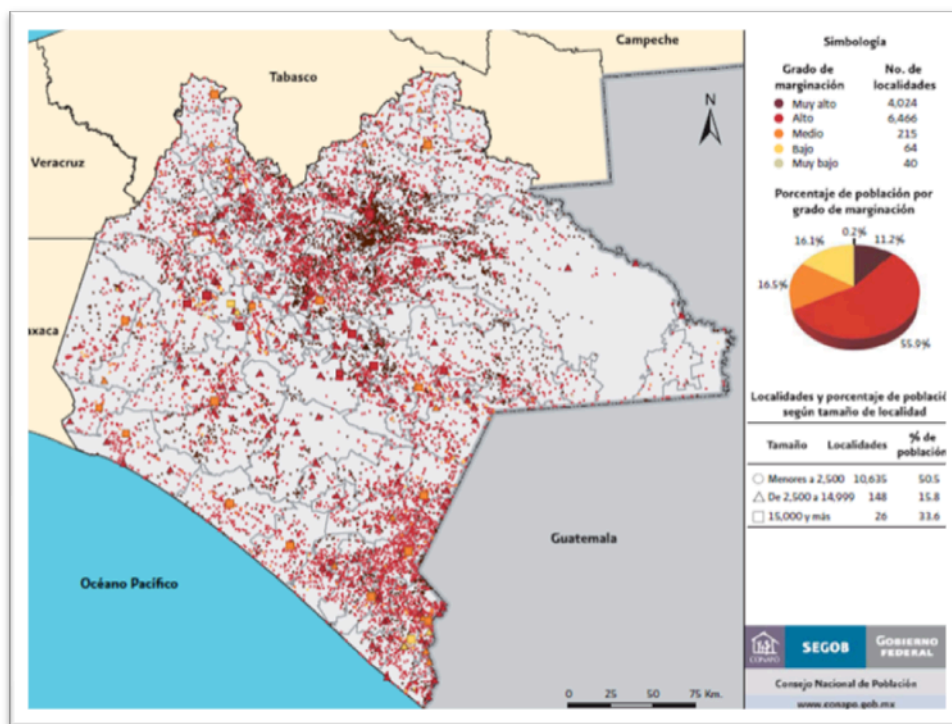 Campeche
Tabasco
N
Veracruz
axaca
Guatemala
Océano Pacífico
0 25 50 75 Km.
Simbología
Grado de marginación
No. de localidades
Muy alto 4,024
Alto 6,466
Medio 215
Bajo 64
Muy bajo 40
Porcentaje de población por
grado de marginación
0.2%
16.1%
11.2%
16.5%
55.9%
Localidades y porcentaje de població
según tamaño de localidad
Tamaño Localidades % de población
Menores a 2,500 10,635 50.5
De 2,500 a 14,999 148 15.8
15,000 y más 26 33.6
CONAPO
SEGOB
GOBIERNO
FEDERAL
Consejo Nacional de Población
www.conapo.gob.mx